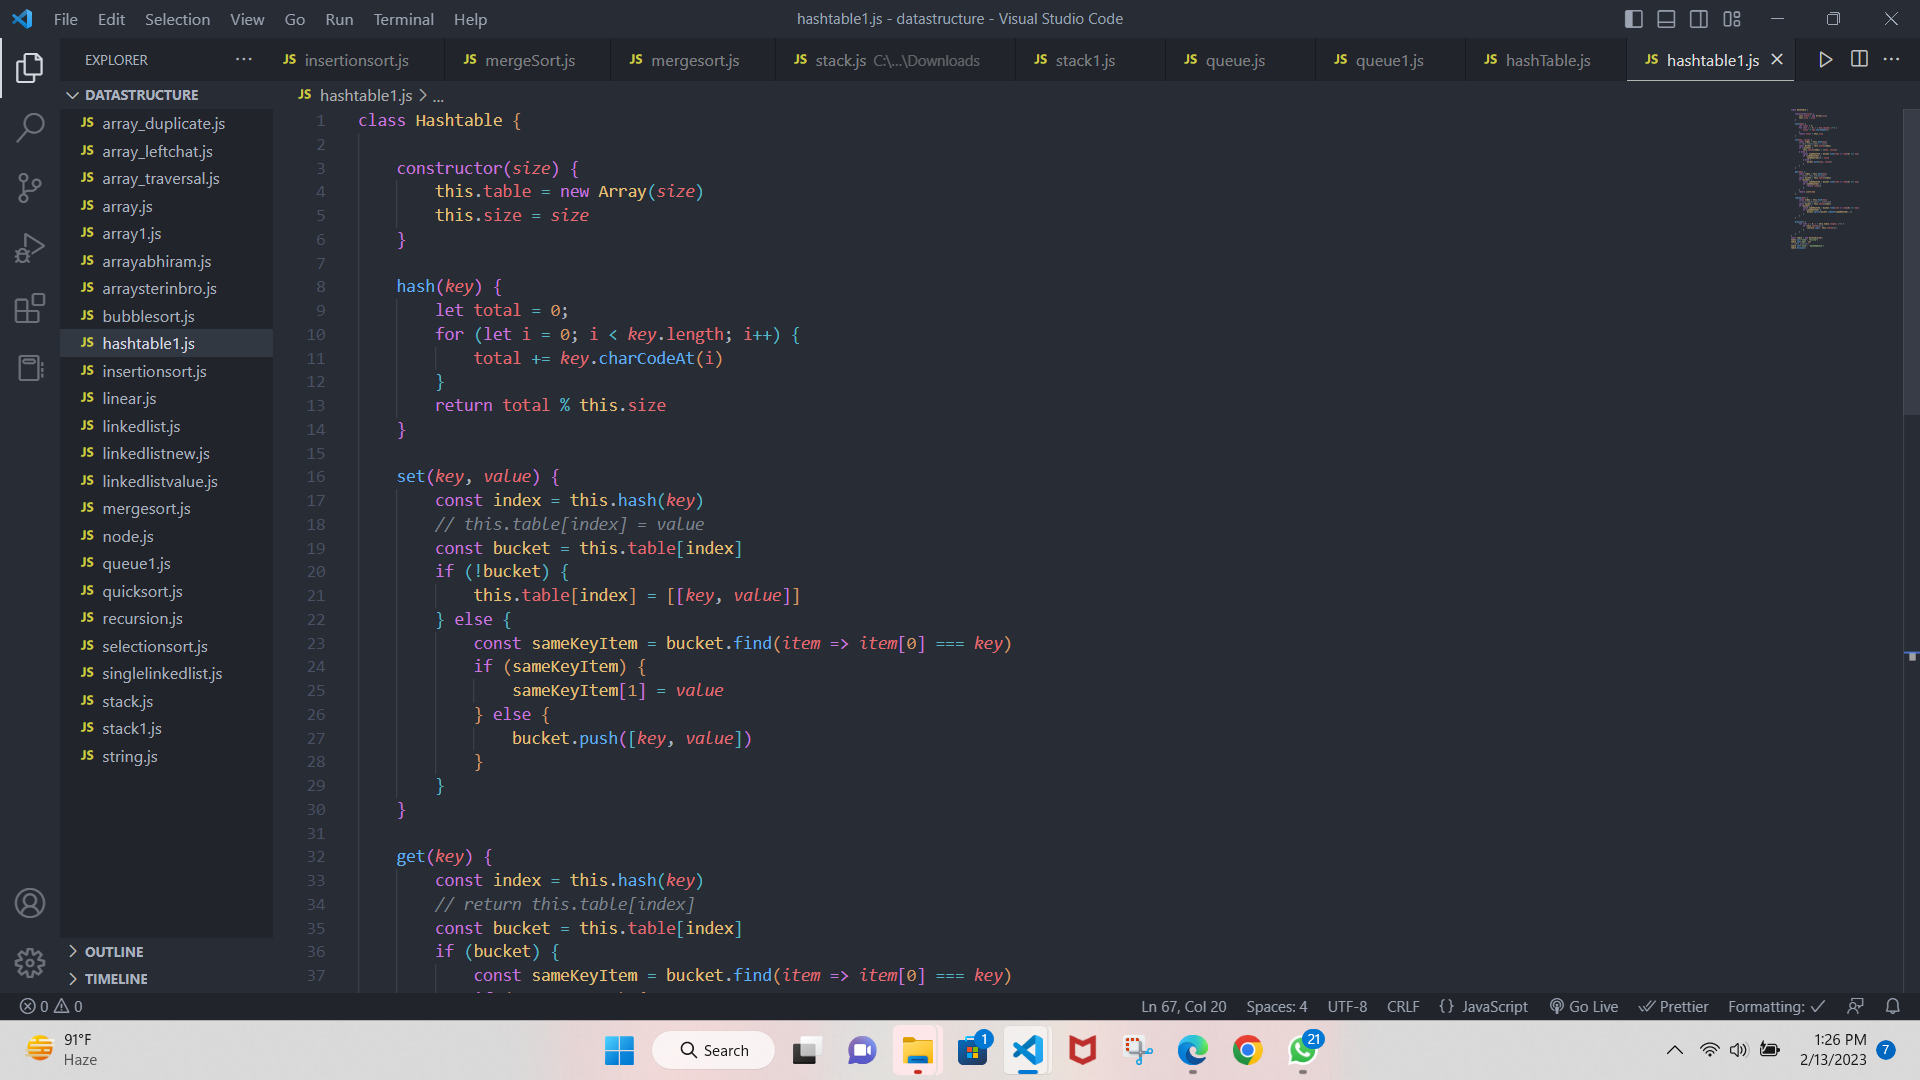 File Edit Selection View Go Run Terminal Help
hashtable1.js - datastructure - Visual Studio Code
EXPLORER
JS insertionsort.js
JS mergeSort.js
JS mergesort.js
JS stack.js C:\...\Downloads
JS stack1.js
JS queue.js
JS queue1.js
JS hashTable.js
JS hashtable1.js
DATASTRUCTURE
JS array_duplicate.js
JS array_leftchat.js
JS array_traversal.js
JS array.js
JS array1.js
JS arrayabhiram.js
JS arraysterinbro.js
JS bubblesort.js
JS hashtable1.js
JS insertionsort.js
JS linear.js
JS linkedlist.js
JS linkedlistnew.js
JS linkedlistvalue.js
JS mergesort.js
JS node.js
JS queue1.js
JS quicksort.js
JS recursion.js
JS selectionsort.js
JS singlelinkedlist.js
JS stack.js
JS stack1.js
JS string.js
OUTLINE
TIMELINE
JS hashtable1.js > ...
1 class Hashtable {
2
3 constructor(size) {
4 this.table = new Array(size)
5 this.size = size
6 }
7
8 hash(key) {
9 let total = 0;
10 for (let i = 0; i < key.length; i++) {
11 total += key.charCodeAt(i)
12 }
13 return total % this.size
14 }
15
16 set(key, value) {
17 const index = this.hash(key)
18 // this.table[index] = value
19 const bucket = this.table[index]
20 if (!bucket) {
21 this.table[index] = [[key, value]]
22 } else {
23 const sameKeyItem = bucket.find(item => item[0] === key)
24 if (sameKeyItem) {
25 sameKeyItem[1] = value
26 } else {
27 bucket.push([key, value])
28 }
29 }
30 }
31
32 get(key) {
33 const index = this.hash(key)
34 // return this.table[index]
35 const bucket = this.table[index]
36 if (bucket) {
37 const sameKeyItem = bucket.find(item => item[0] === key)
0 0
Ln 67, Col 20 Spaces: 4 UTF-8 CRLF {} JavaScript Go Live Prettier Formatting:
91°F
Haze
Search
1
21
1:26 PM
2/13/2023
7